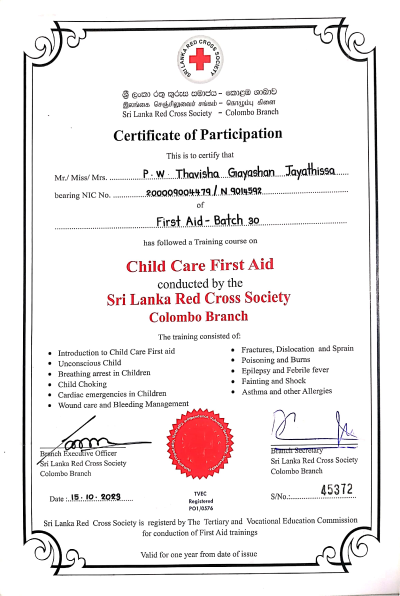 SRI LANKA RED CROSS SOCIETY
ශ්‍රී ලංකා රතු කුරුස සමාජය - කොළඹ ශාඛාව
இலங்கை செஞ்சிலுவைச் சங்கம் - கொழும்பு கிளை
Sri Lanka Red Cross Society - Colombo Branch
Certificate of Participation
This is to certify that
Mr./ Miss/ Mrs. P. W. Thavisha Gayashan Jayathissa
bearing NIC No. 200009004479 / N 9014592
of
First Aid - Batch 30
has followed a Training course on
Child Care First Aid
conducted by the
Sri Lanka Red Cross Society
Colombo Branch
The training consisted of:
• Introduction to Child Care First aid
• Unconscious Child
• Breathing arrest in Children
• Child Choking
• Cardiac emergencies in Children
• Wound care and Bleeding Management
• Fractures, Dislocation and Sprain
• Poisoning and Burns
• Epilepsy and Febrile fever
• Fainting and Shock
• Asthma and other Allergies
Branch Executive Officer
Sri Lanka Red Cross Society
Colombo Branch
Branch Secretary
Sri Lanka Red Cross Society
Colombo Branch
Date : 15.10.2023
TVEC
Registered
PO1/0576
S/No.: 45372
Sri Lanka Red Cross Society is registerd by The Tertiary and Vocational Education Commission
for conduction of First Aid trainings
Valid for one year from date of issue